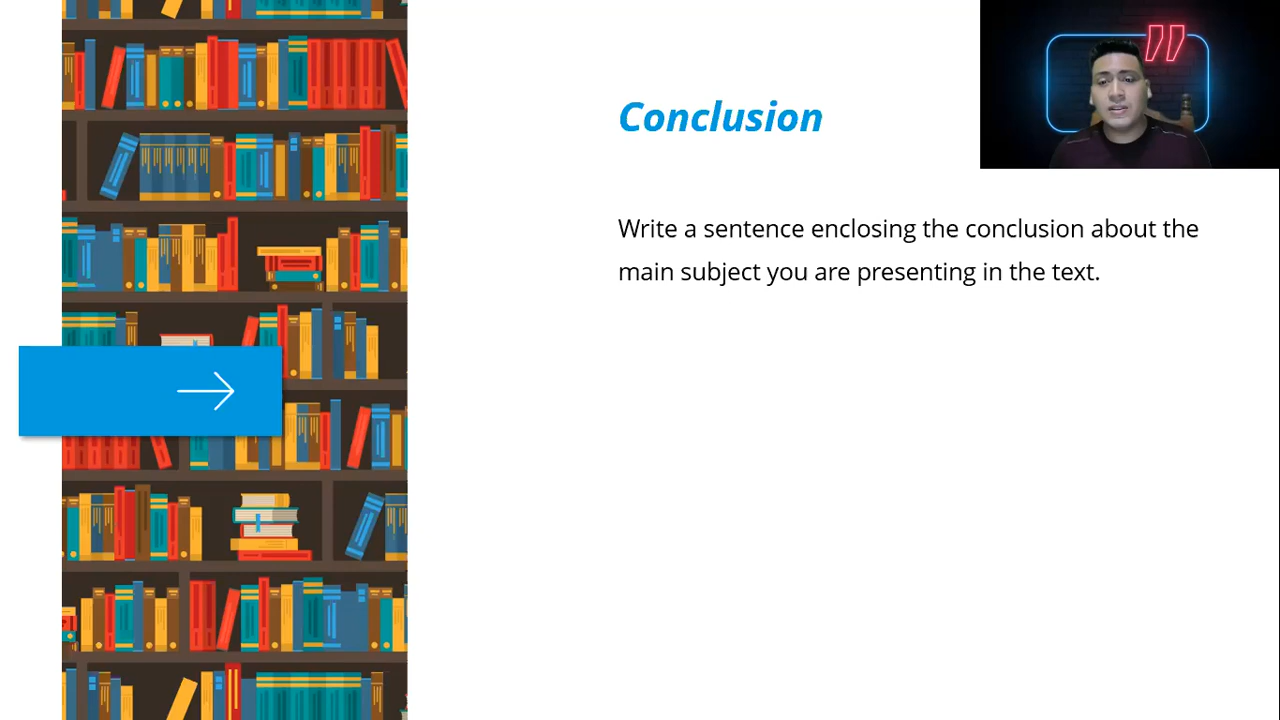 Conclusion
Write a sentence enclosing the conclusion about the
main subject you are presenting in the text.